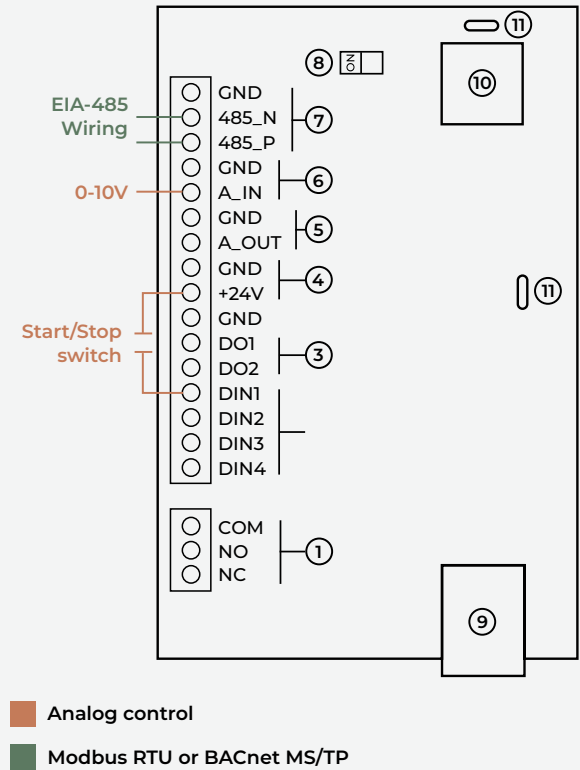 11
8
ON
10
GND
485_N
485_P
7
EIA-485
Wiring
GND
A_IN
6
0-10V
GND
A_OUT
5
GND
+24V
4
11
GND
DO1
DO2
3
Start/Stop
switch
DIN1
DIN2
DIN3
DIN4
COM
NO
NC
1
9
Analog control
Modbus RTU or BACnet MS/TP